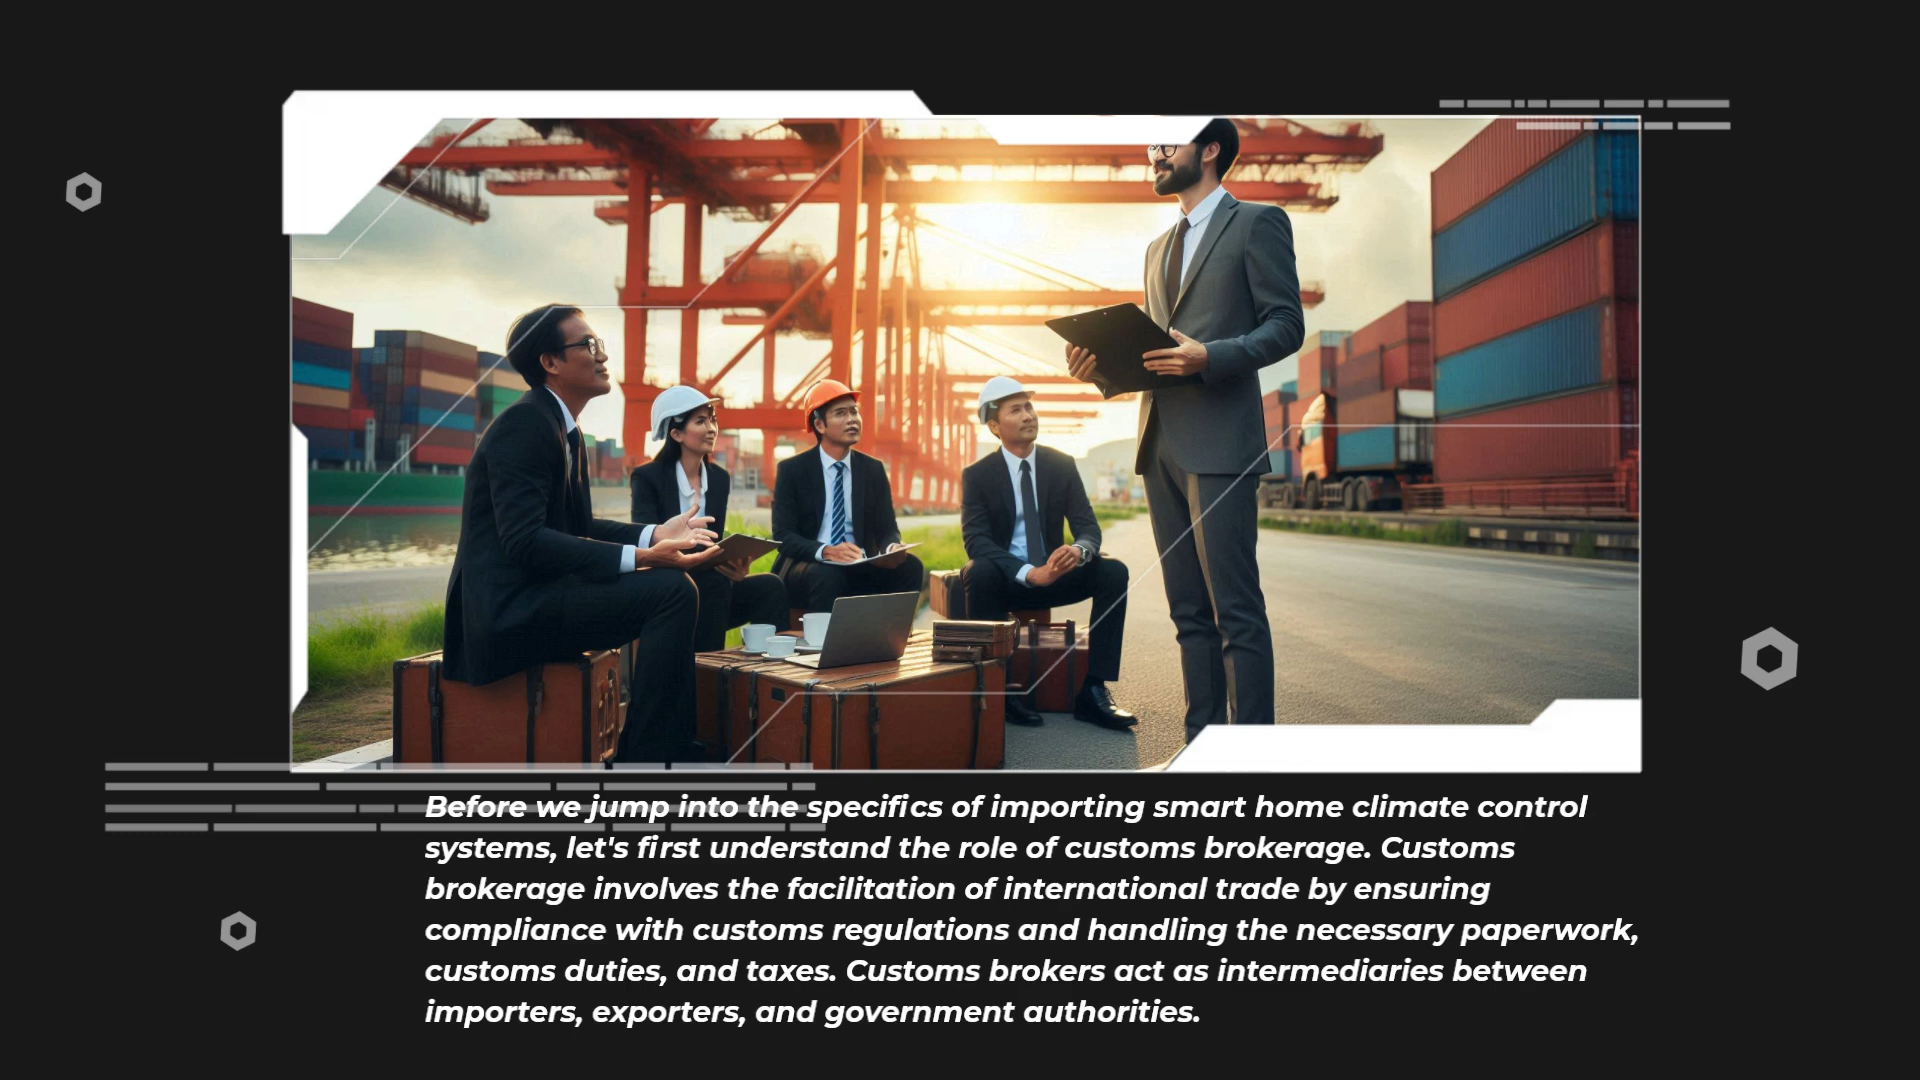 Before we jump into the specifics of importing smart home climate control
systems, let's first understand the role of customs brokerage. Customs
brokerage involves the facilitation of international trade by ensuring
compliance with customs regulations and handling the necessary paperwork,
customs duties, and taxes. Customs brokers act as intermediaries between
importers, exporters, and government authorities.